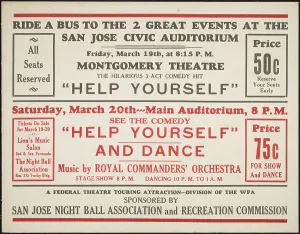 RIDE A BUS TO THE 2 GREAT EVENTS AT THE
SAN JOSE CIVIC AUDITORIUM
All
Seats
Reserved
Friday, March 19th, at 8:15 P. M.
MONTGOMERY THEATRE
THE HILARIOUS 3-ACT COMEDY HIT
"HELP YOURSELF"
Price
50c
Reserve
Your Seats
Early
Saturday, March 20th—Main Auditorium, 8 P. M.
Tickets On Sale
for March 19-20
Lion's Music
Salon
2nd & San Fernando
The Night Ball
Association
SEE THE COMEDY
"HELP YOURSELF"
AND DANCE
Music by ROYAL COMMANDERS' ORCHESTRA
STAGE SHOW 8 P. M. DANCING 10 P. M. TO 1 A. M.
Price
75c
FOR SHOW
And DANCE
A FEDERAL THEATRE TOURING ATTRACTION—DIVISION OF THE WPA
SPONSORED BY
SAN JOSE NIGHT BALL ASSOCIATION and RECREATION COMMISSION